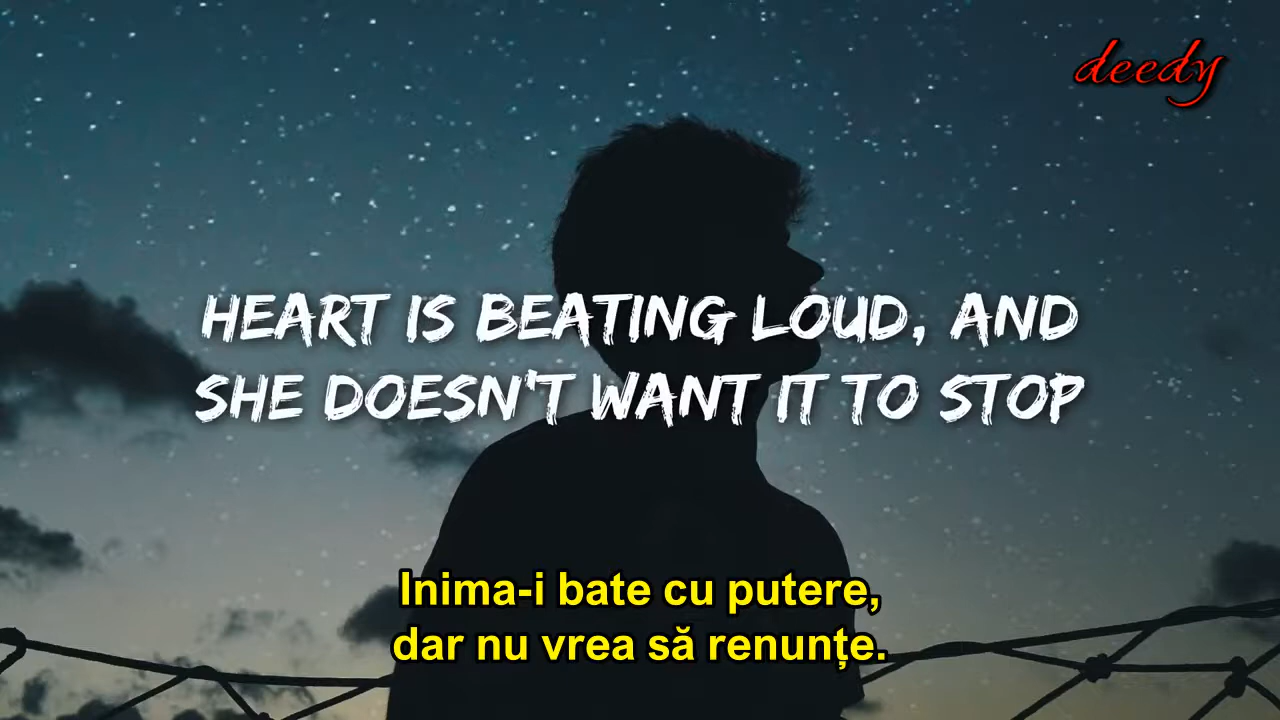 deedy
HEART IS BEATING LOUD, AND
SHE DOESN'T WANT IT TO STOP
Inima-i bate cu putere,
dar nu vrea să renunțe.